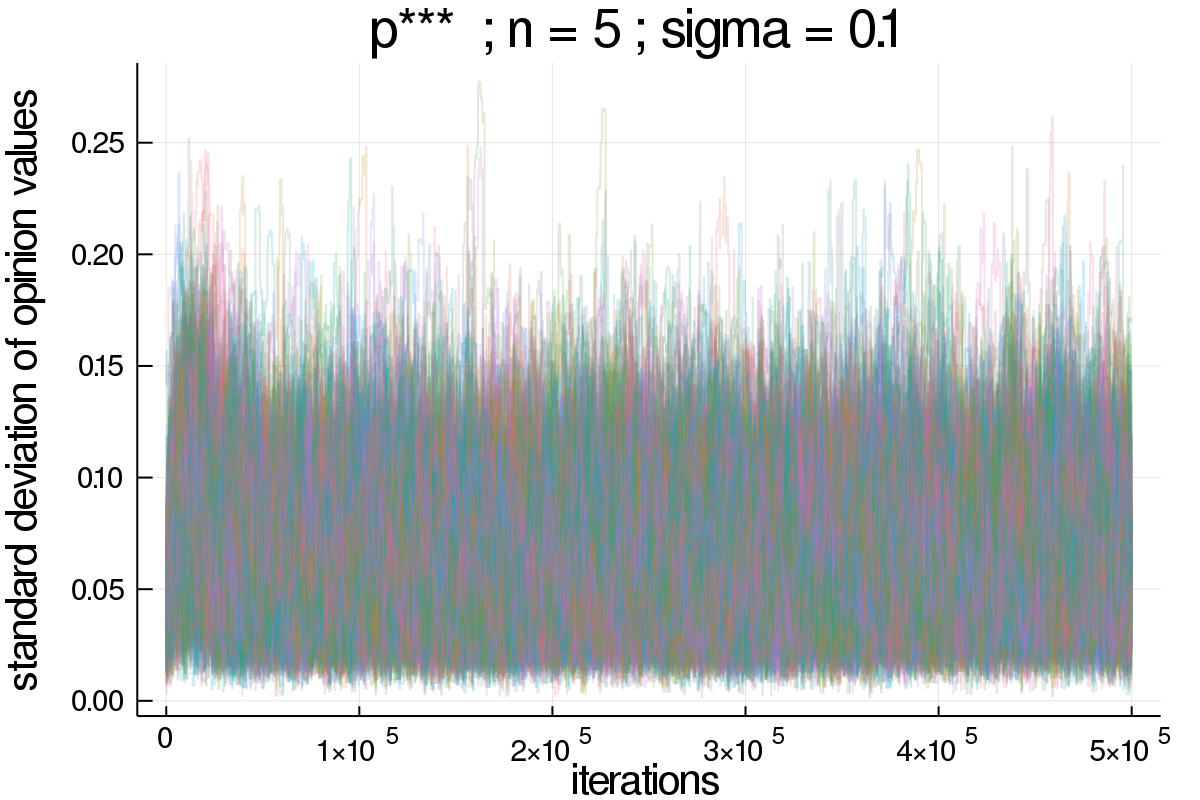 p*** ; n = 5 ; sigma = 0.1
standard deviation of opinion values
0.25
0.20
0.15
0.10
0.05
0.00
0 1×10 5 2×10 5 3×10 5 4×10 5 5×10 5
iterations